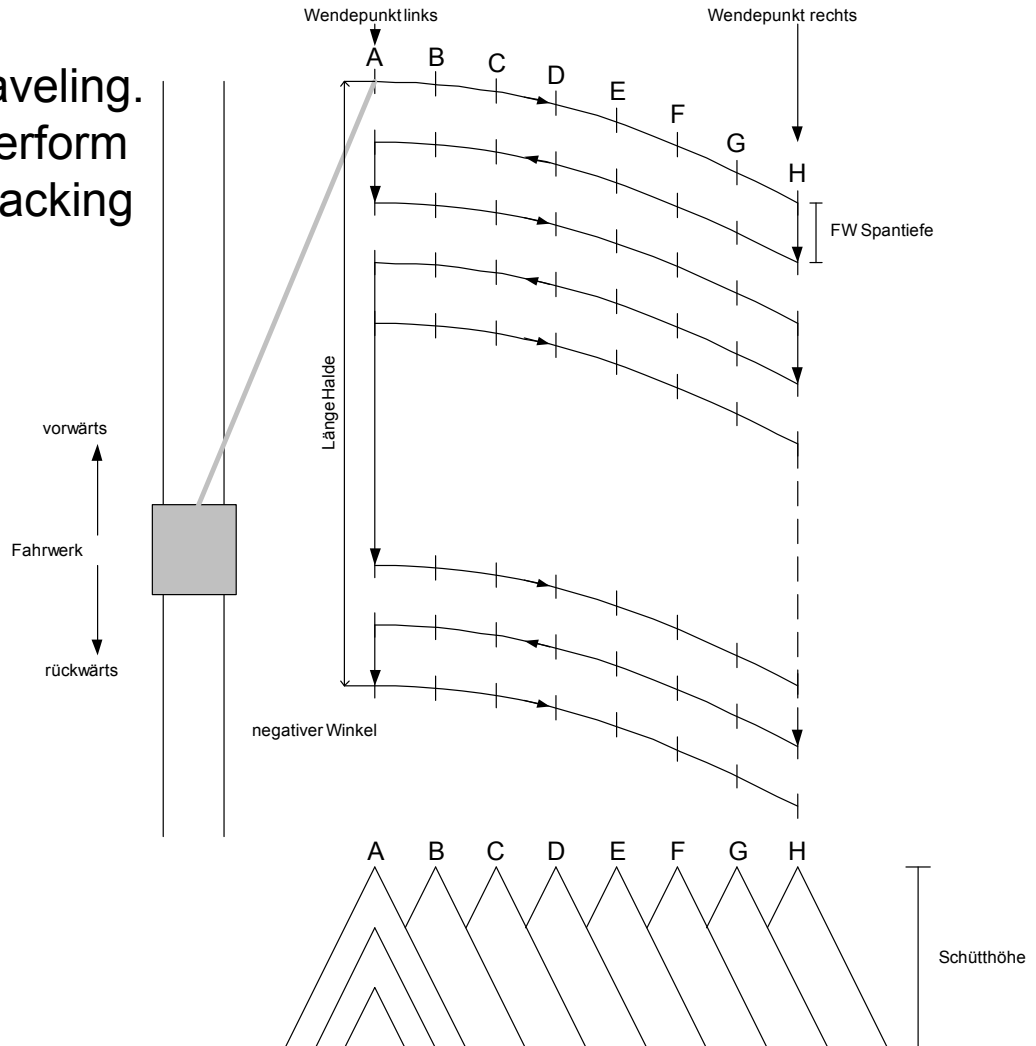 Wendepunkt links
Wendepunkt rechts
aveling.
erform
acking
A B C D E F G H
FW Spantiefe
Länge Halde
vorwärts
Fahrwerk
rückwärts
negativer Winkel
A B C D E F G H
Schütthöhe